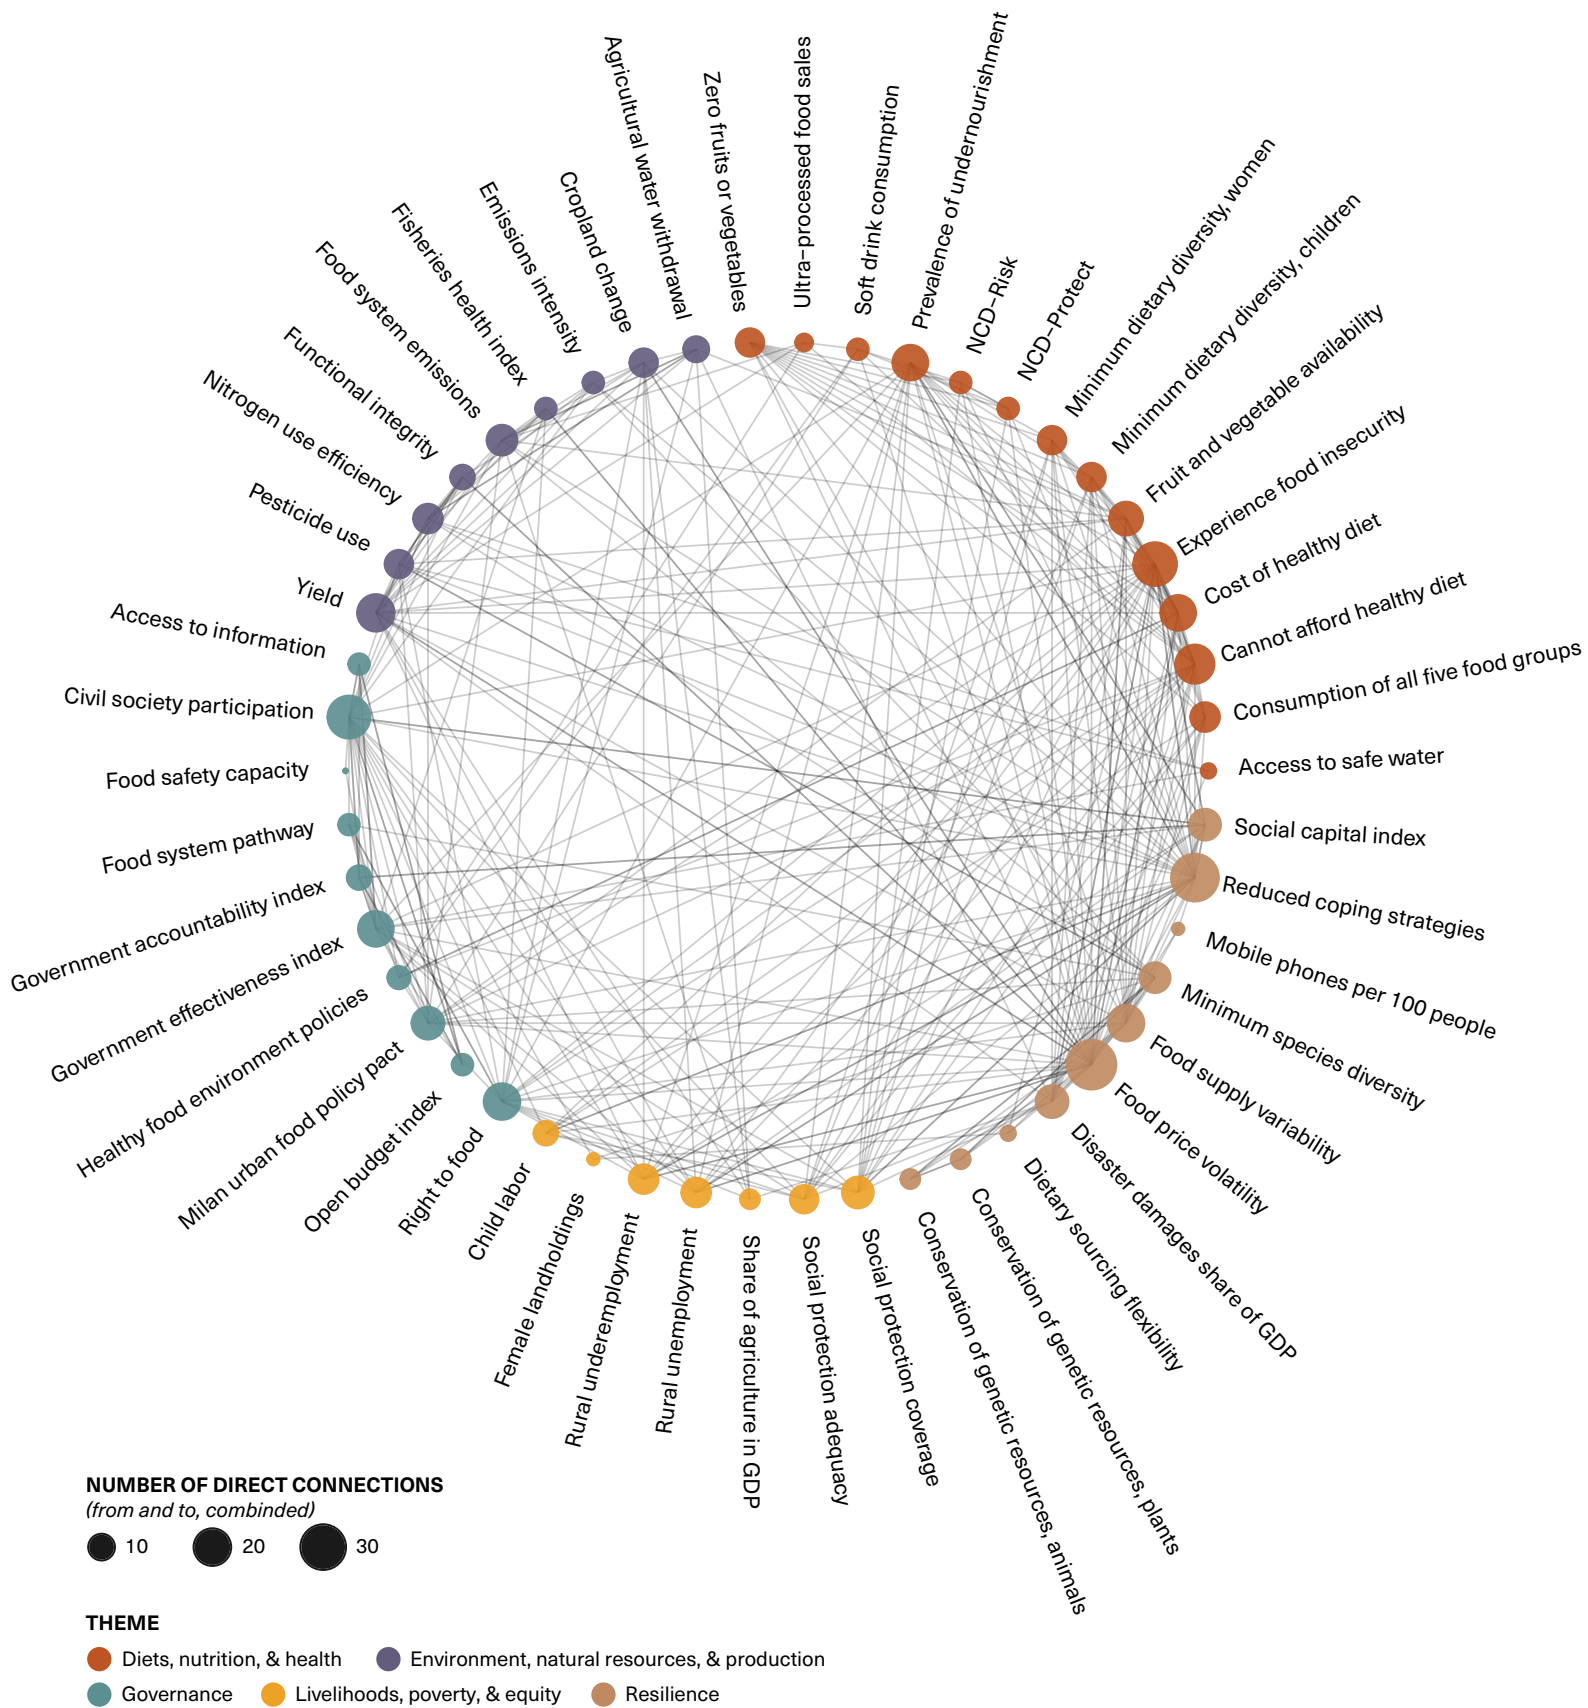 Zero fruits or vegetables
Ultra–processed food sales
Soft drink consumption
Prevalence of undernourishment
NCD–Risk
NCD–Protect
Minimum dietary diversity, women
Minimum dietary diversity, children
Fruit and vegetable availability
Experience food insecurity
Cost of healthy diet
Cannot afford healthy diet
Consumption of all five food groups
Access to safe water
Social capital index
Reduced coping strategies
Mobile phones per 100 people
Minimum species diversity
Food supply variability
Food price volatility
Disaster damages share of GDP
Dietary sourcing flexibility
Conservation of genetic resources, plants
Conservation of genetic resources, animals
Social protection coverage
Social protection adequacy
Share of agriculture in GDP
Rural unemployment
Rural underemployment
Female landholdings
Child labor
Right to food
Open budget index
Milan urban food policy pact
Healthy food environment policies
Government effectiveness index
Government accountability index
Food system pathway
Food safety capacity
Civil society participation
Access to information
Yield
Pesticide use
Nitrogen use efficiency
Functional integrity
Food system emissions
Fisheries health index
Emissions intensity
Cropland change
Agricultural water withdrawal
NUMBER OF DIRECT CONNECTIONS
(from and to, combinded)
10 20 30
THEME
Diets, nutrition, & health Environment, natural resources, & production
Governance Livelihoods, poverty, & equity Resilience